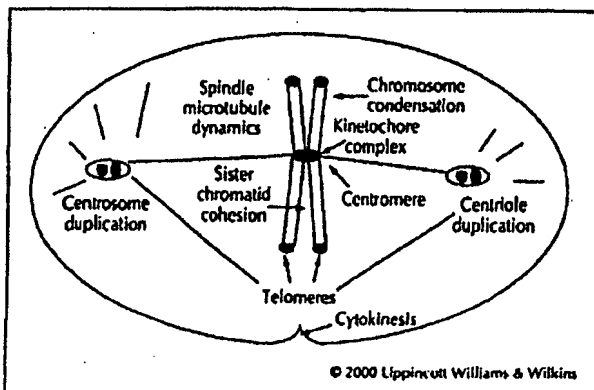 Spindle
microtubule
dynamics
Chromosome
condensation
Kinetochore
complex
Centrosome
duplication
Sister
chromatid
cohesion
Centromere
Centriole
duplication
Telomeres
Cytokinesis
© 2000 Lippincott Williams & Wilkins